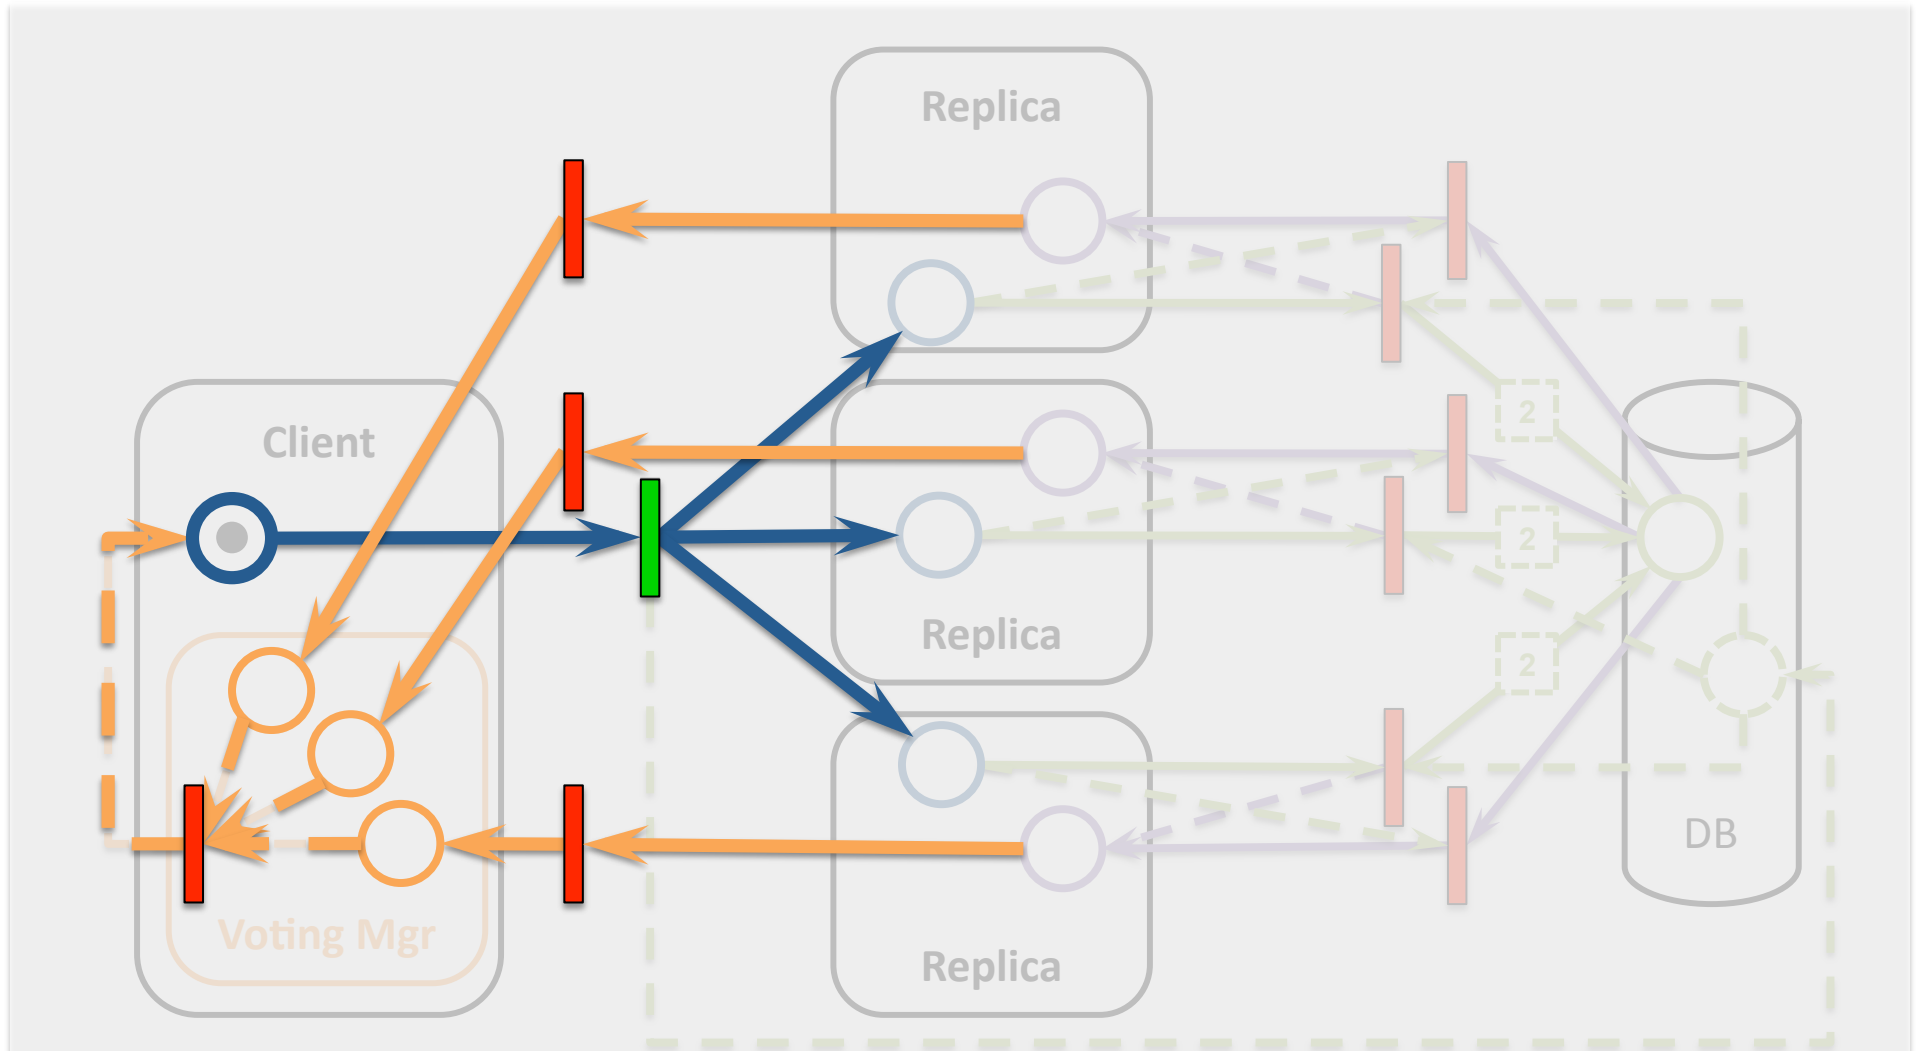 Replica
Client
2
2
Replica
2
DB
Voting Mgr
Replica